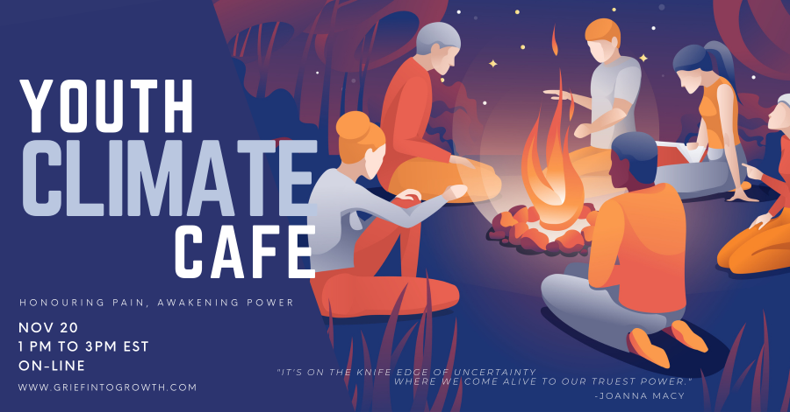 YOUTH
CLIMATE
CAFE
HONOURING PAIN, AWAKENING POWER
NOV 20
1 PM TO 3PM EST
ON-LINE
WWW.GRIEFINTOGROWTH.COM
"IT'S ON THE KNIFE EDGE OF UNCERTAINTY
WHERE WE COME ALIVE TO OUR TRUEST POWER."
-JOANNA MACY